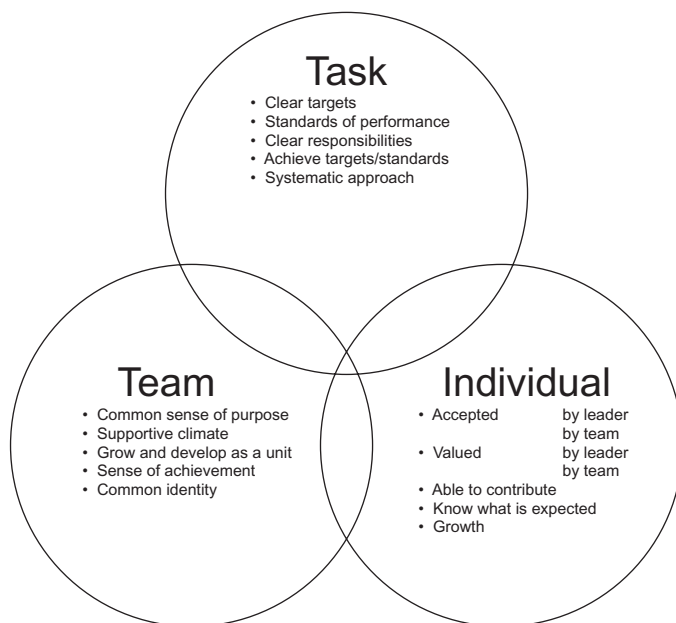 Task
• Clear targets
• Standards of performance
• Clear responsibilities
• Achieve targets/standards
• Systematic approach
Team
• Common sense of purpose
• Supportive climate
• Grow and develop as a unit
• Sense of achievement
• Common identity
Individual
• Accepted by leader
by team
• Valued by leader
by team
• Able to contribute
• Know what is expected
• Growth